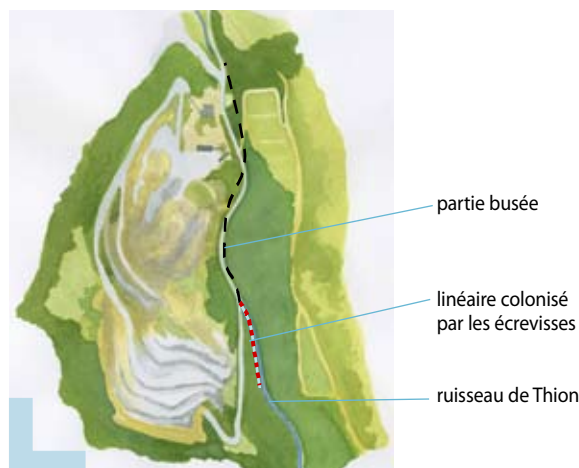 partie busée
linéaire colonisé
par les écrevisses
ruisseau de Thion